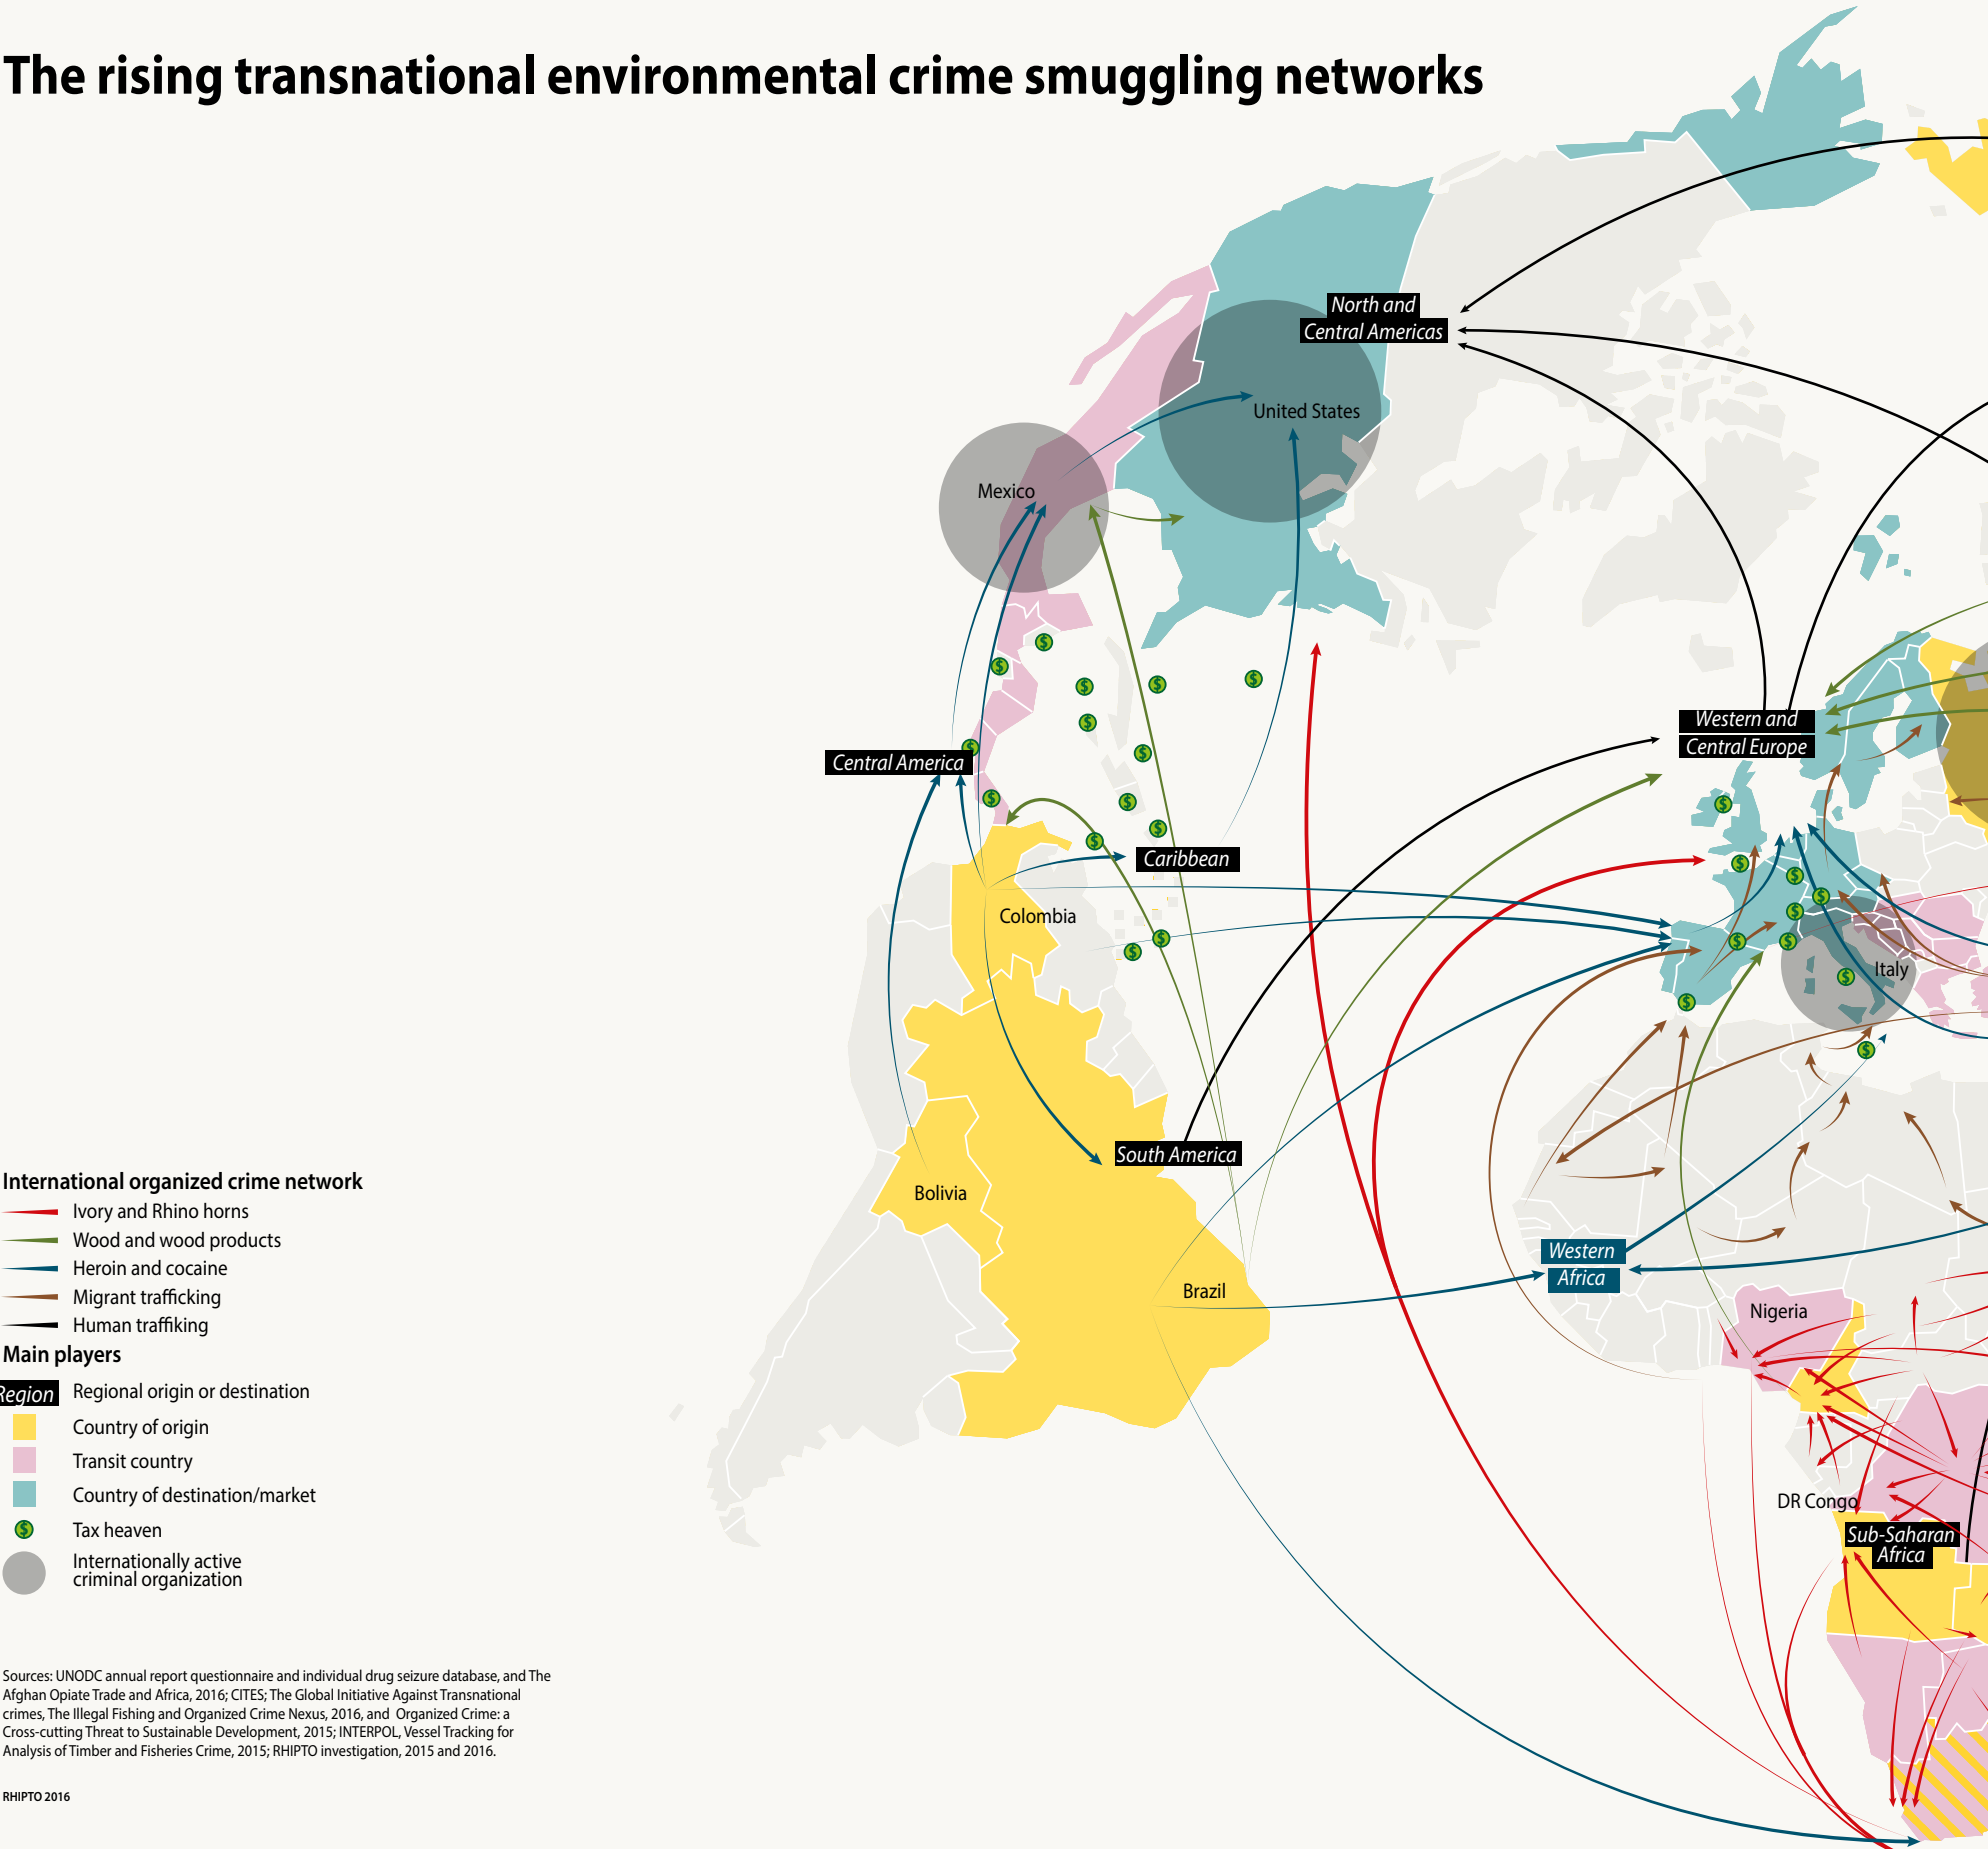 The rising transnational environmental crime smuggling networks
North and
Central Americas
United States
Mexico
Western and
Central Europe
Central America
Caribbean
Colombia
Italy
South America
Bolivia
Western
Africa
Brazil
Nigeria
DR Congo
Sub-Saharan
Africa
International organized crime network
Ivory and Rhino horns
Wood and wood products
Heroin and cocaine
Migrant trafficking
Human traffiking
Main players
Region Regional origin or destination
Country of origin
Transit country
Country of destination/market
$ Tax heaven
Internationally active
criminal organization
Sources: UNODC annual report questionnaire and individual drug seizure database, and The
Afghan Opiate Trade and Africa, 2016; CITES; The Global Initiative Against Transnational
crimes, The Illegal Fishing and Organized Crime Nexus, 2016, and Organized Crime: a
Cross-cutting Threat to Sustainable Development, 2015; INTERPOL, Vessel Tracking for
Analysis of Timber and Fisheries Crime, 2015; RHIPTO investigation, 2015 and 2016.
RHIPTO 2016